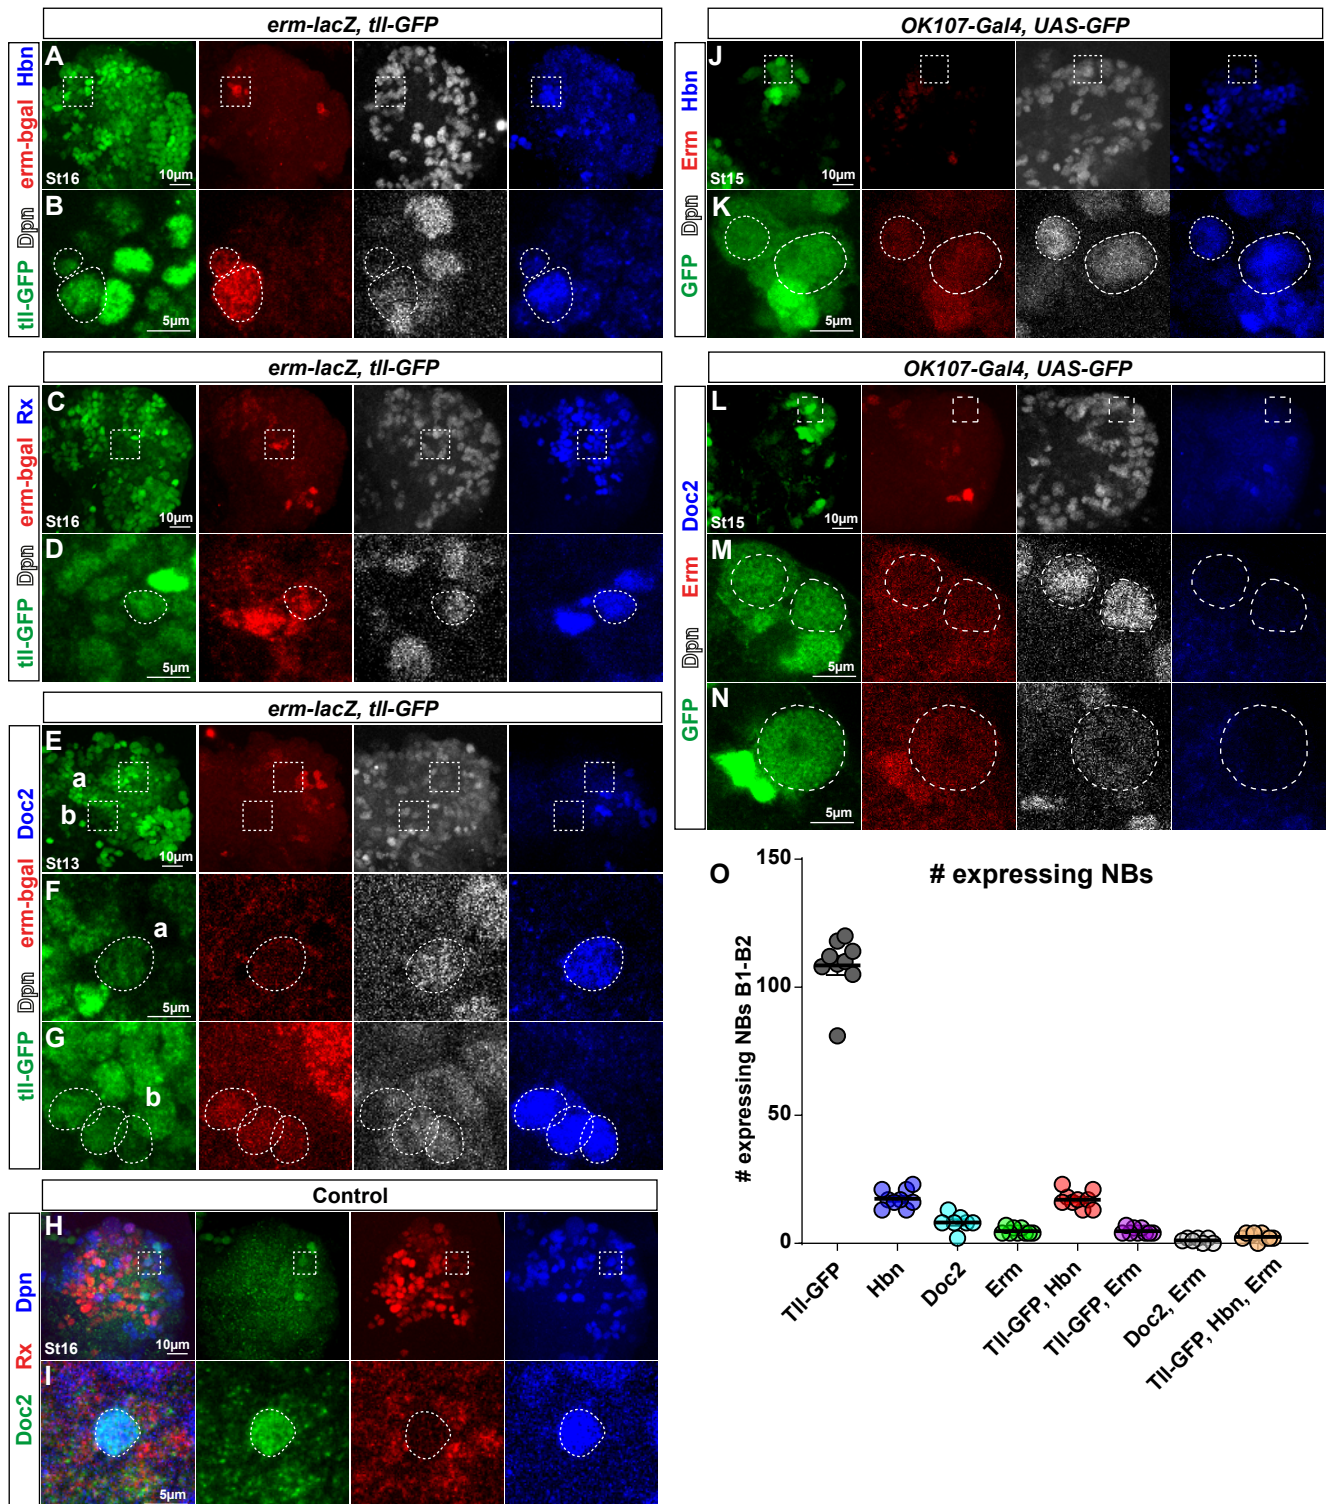 erm-lacZ, tll-GFP
tll-GFP Dpn erm-bgal Hbn
A
St16
10µm
B
5µm
erm-lacZ, tll-GFP
tll-GFP Dpn erm-bgal Rx
C
St16
10µm
D
5µm
erm-lacZ, tll-GFP
tll-GFP Dpn erm-bgal Doc2
E
a
b
St13
10µm
F
a
5µm
G
b
Control
Doc2 Rx Dpn
H
St16
10µm
I
5µm
OK107-Gal4, UAS-GFP
GFP Dpn Erm Hbn
J
St15
10µm
K
5µm
OK107-Gal4, UAS-GFP
GFP Dpn Erm Doc2
L
St15
10µm
M
5µm
N
5µm
O
# expressing NBs
# expressing NBs B1-B2
150
100
50
0
Tll-GFP
Hbn
Doc2
Erm
Tll-GFP, Hbn
Tll-GFP, Erm
Doc2, Erm
Tll-GFP, Hbn, Erm